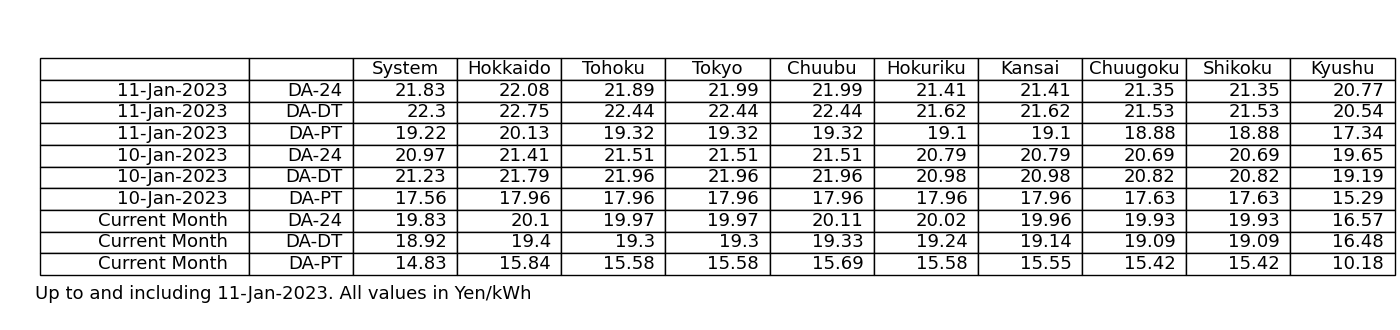 System Hokkaido Tohoku Tokyo Chuubu Hokuriku Kansai Chuugoku Shikoku Kyushu
11-Jan-2023 DA-24 21.83 22.08 21.89 21.99 21.99 21.41 21.41 21.35 21.35 20.77
11-Jan-2023 DA-DT 22.3 22.75 22.44 22.44 22.44 21.62 21.62 21.53 21.53 20.54
11-Jan-2023 DA-PT 19.22 20.13 19.32 19.32 19.32 19.1 19.1 18.88 18.88 17.34
10-Jan-2023 DA-24 20.97 21.41 21.51 21.51 21.51 20.79 20.79 20.69 20.69 19.65
10-Jan-2023 DA-DT 21.23 21.79 21.96 21.96 21.96 20.98 20.98 20.82 20.82 19.19
10-Jan-2023 DA-PT 17.56 17.96 17.96 17.96 17.96 17.96 17.96 17.63 17.63 15.29
Current Month DA-24 19.83 20.1 19.97 19.97 20.11 20.02 19.96 19.93 19.93 16.57
Current Month DA-DT 18.92 19.4 19.3 19.3 19.33 19.24 19.14 19.09 19.09 16.48
Current Month DA-PT 14.83 15.84 15.58 15.58 15.69 15.58 15.55 15.42 15.42 10.18
Up to and including 11-Jan-2023. All values in Yen/kWh